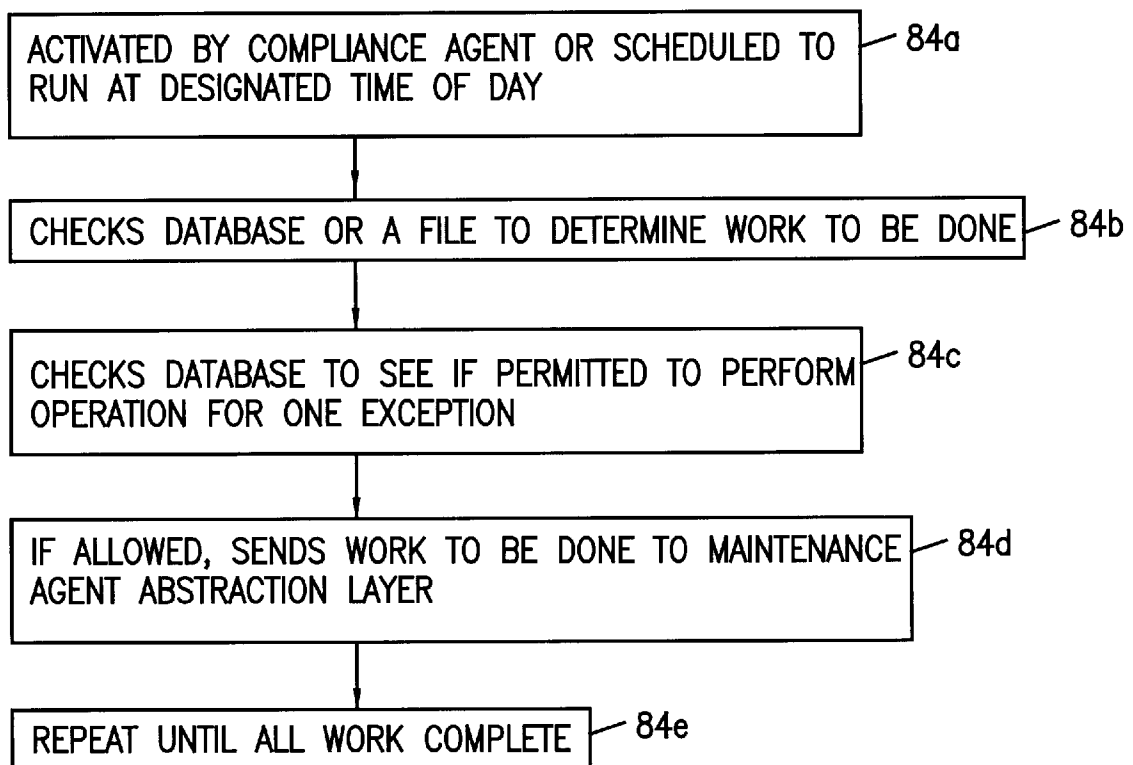 ACTIVATED BY COMPLIANCE AGENT OR SCHEDULED TO
RUN AT DESIGNATED TIME OF DAY
84a
CHECKS DATABASE OR A FILE TO DETERMINE WORK TO BE DONE
84b
CHECKS DATABASE TO SEE IF PERMITTED TO PERFORM
OPERATION FOR ONE EXCEPTION
84c
IF ALLOWED, SENDS WORK TO BE DONE TO MAINTENANCE
AGENT ABSTRACTION LAYER
84d
REPEAT UNTIL ALL WORK COMPLETE
84e